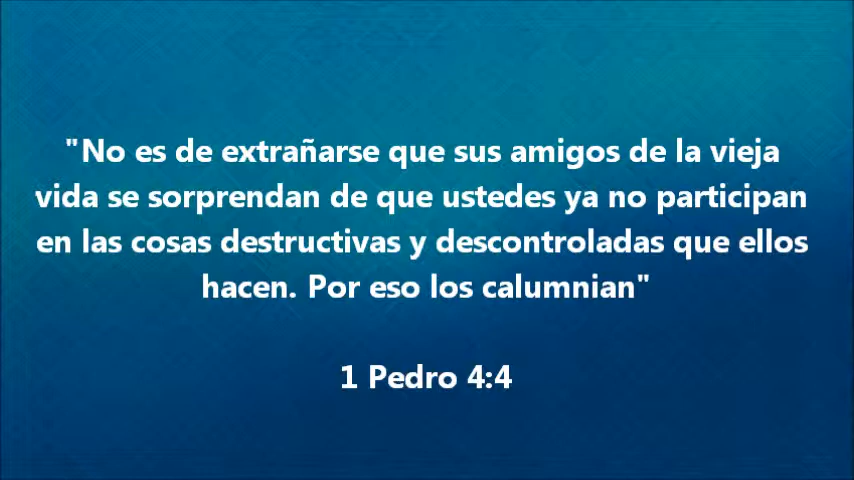 "No es de extrañarse que sus amigos de la vieja
vida se sorprendan de que ustedes ya no participan
en las cosas destructivas y descontroladas que ellos
hacen. Por eso los calumnian"
1 Pedro 4:4